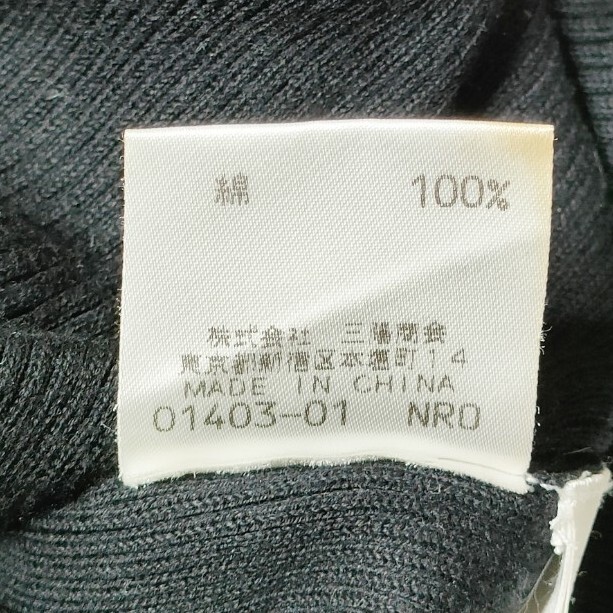 綿 100%
株式会社 三陽商会
東京都新宿区本塩町14
MADE IN CHINA
01403-01 NRO